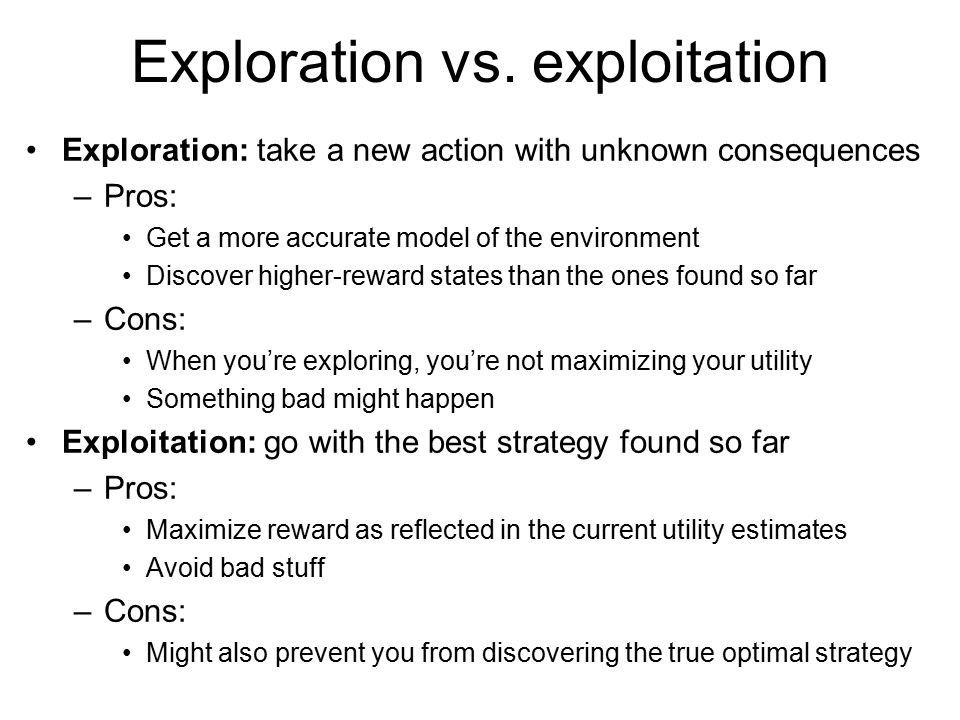 Exploration vs. exploitation
• Exploration: take a new action with unknown consequences
– Pros:
• Get a more accurate model of the environment
• Discover higher-reward states than the ones found so far
– Cons:
• When you’re exploring, you’re not maximizing your utility
• Something bad might happen
• Exploitation: go with the best strategy found so far
– Pros:
• Maximize reward as reflected in the current utility estimates
• Avoid bad stuff
– Cons:
• Might also prevent you from discovering the true optimal strategy